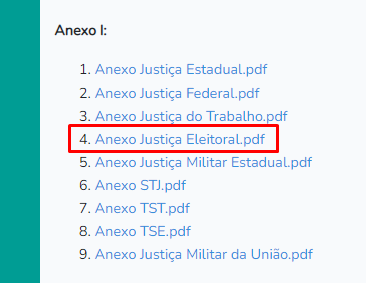 Anexo I:
1. Anexo Justiça Estadual.pdf
2. Anexo Justiça Federal.pdf
3. Anexo Justiça do Trabalho.pdf
4. Anexo Justiça Eleitoral.pdf
5. Anexo Justiça Militar Estadual.pdf
6. Anexo STJ.pdf
7. Anexo TST.pdf
8. Anexo TSE.pdf
9. Anexo Justiça Militar da União.pdf